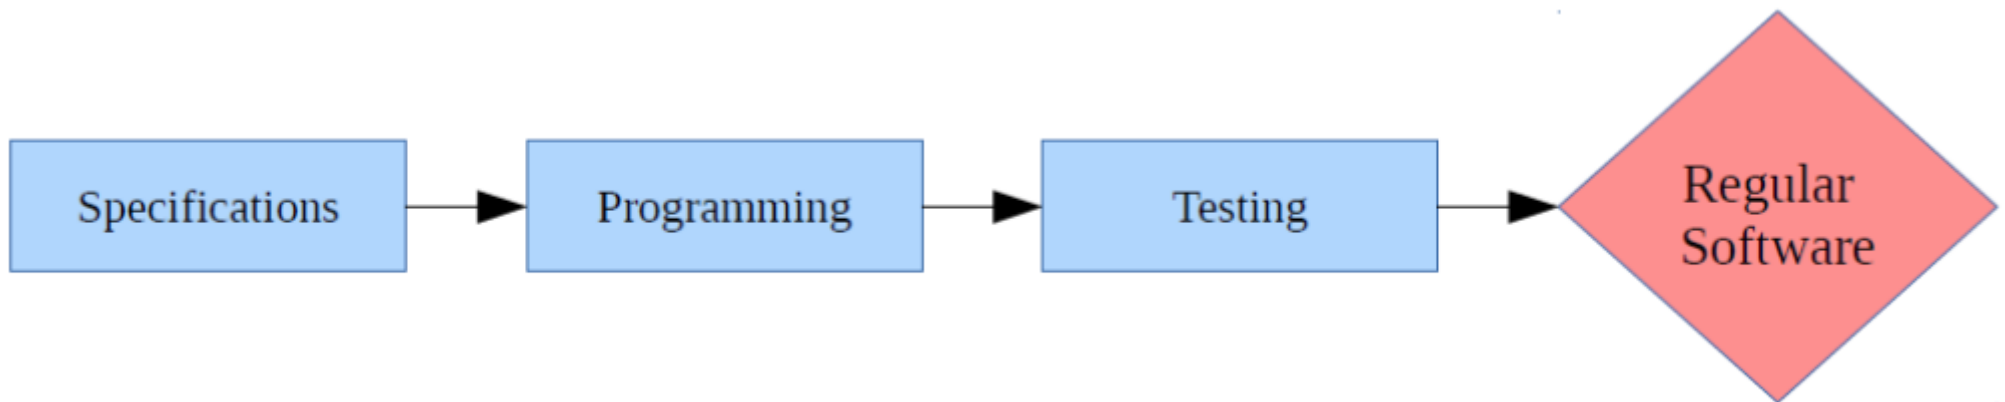 Specifications
Programming
Testing
Regular
Software